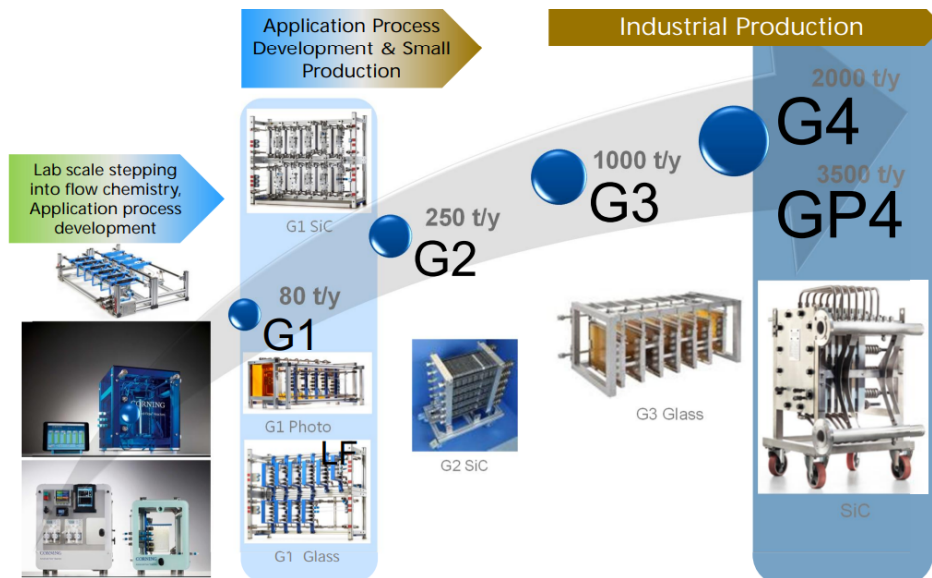 Application Process
Development & Small
Production
Industrial Production
2000 t/y
G4
Lab scale stepping
into flow chemistry,
Application process
development
G1 SiC
250 t/y
G2
1000 t/y
G3
3500 t/y
GP4
80 t/y
G1
G1 Photo
LF
G1 Glass
G2 SiC
G3 Glass
SiC
CORNING
CORNING
CORNING